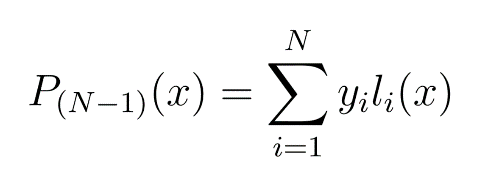 P_{(N-1)}(x) = \sum_{i=1}^{N} y_i l_i(x)